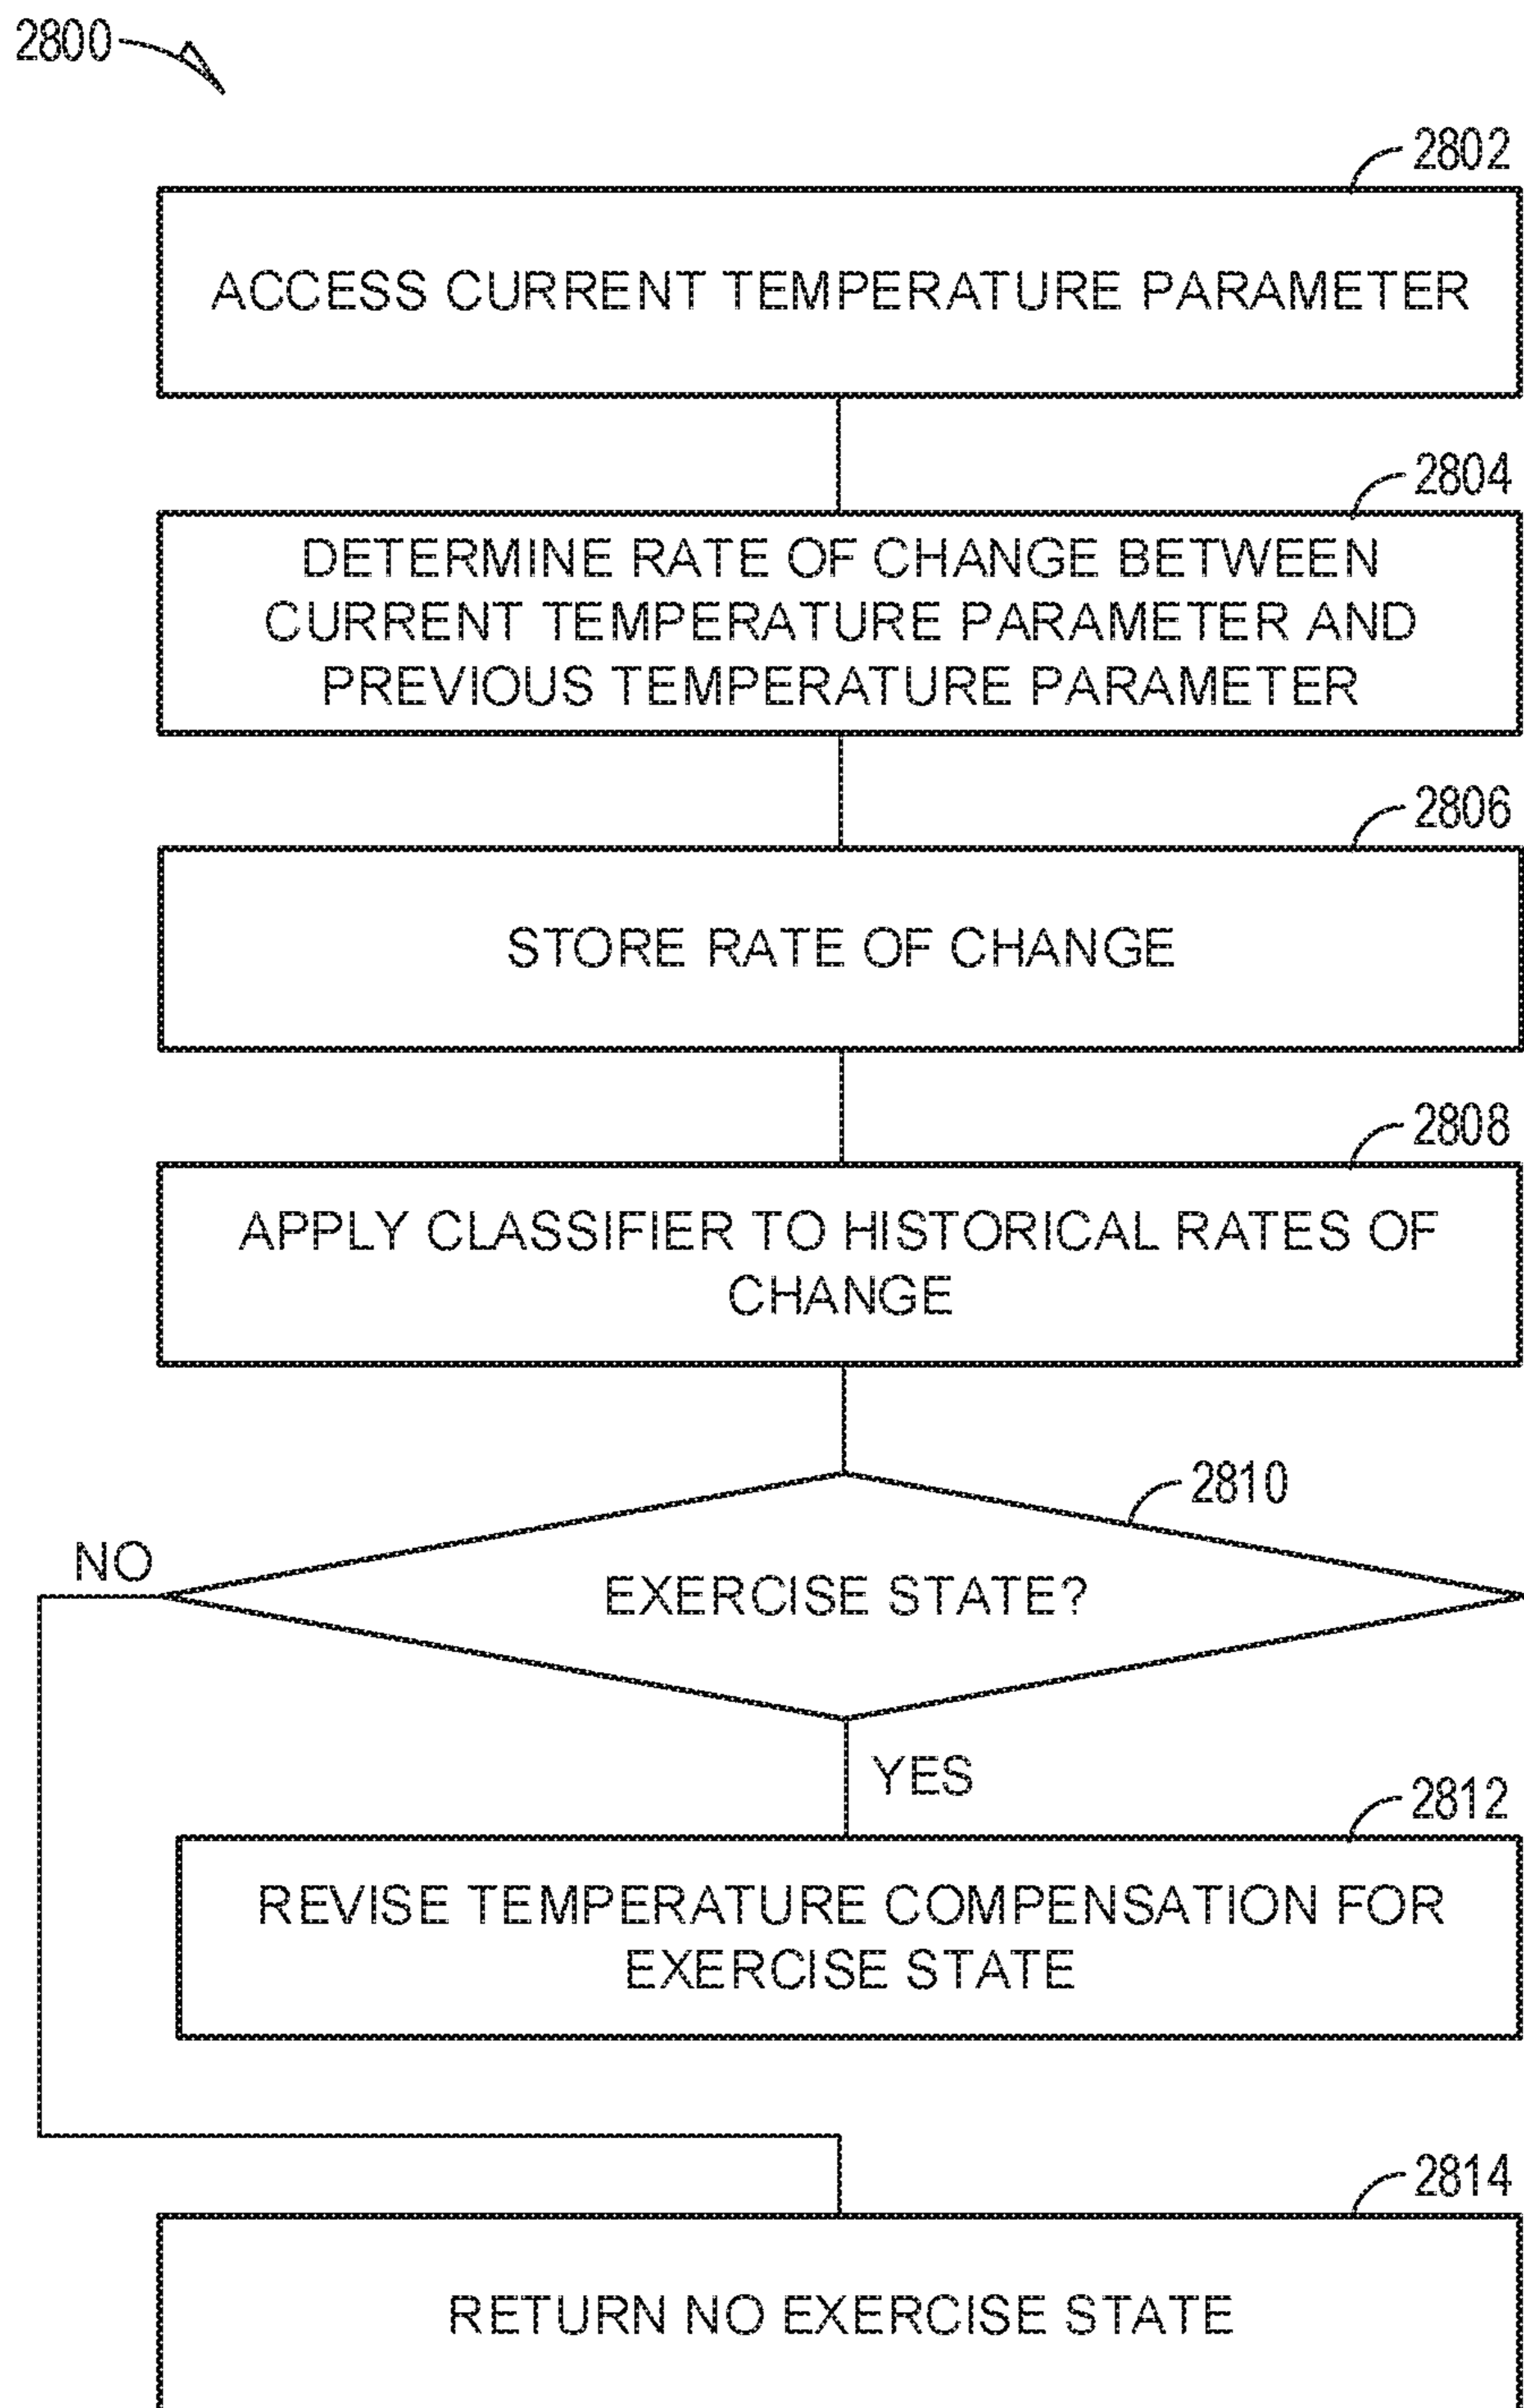 2800
2802
ACCESS CURRENT TEMPERATURE PARAMETER
2804
DETERMINE RATE OF CHANGE BETWEEN
CURRENT TEMPERATURE PARAMETER AND
PREVIOUS TEMPERATURE PARAMETER
2806
STORE RATE OF CHANGE
2808
APPLY CLASSIFIER TO HISTORICAL RATES OF
CHANGE
2810
NO
EXERCISE STATE?
YES
2812
REVISE TEMPERATURE COMPENSATION FOR
EXERCISE STATE
2814
RETURN NO EXERCISE STATE